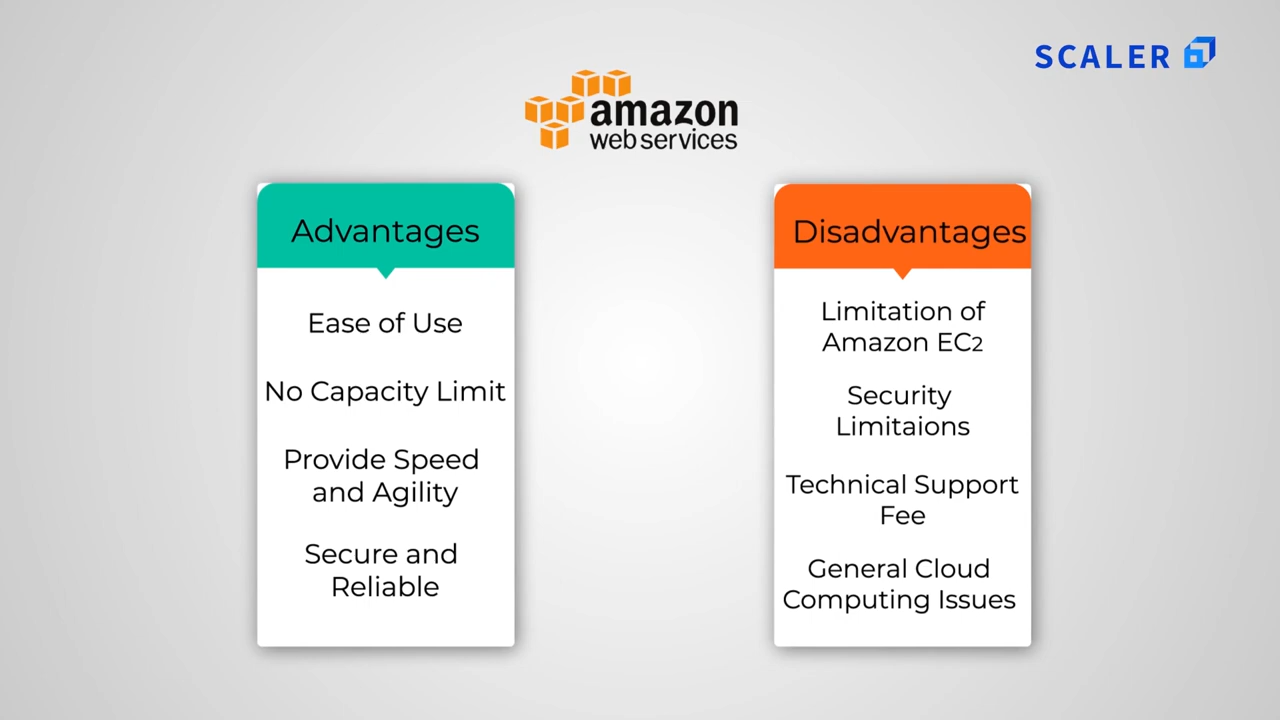 SCALER
amazon
web services
Advantages
Ease of Use
No Capacity Limit
Provide Speed
and Agility
Secure and
Reliable
Disadvantages
Limitation of
Amazon EC2
Security
Limitaions
Technical Support
Fee
General Cloud
Computing Issues